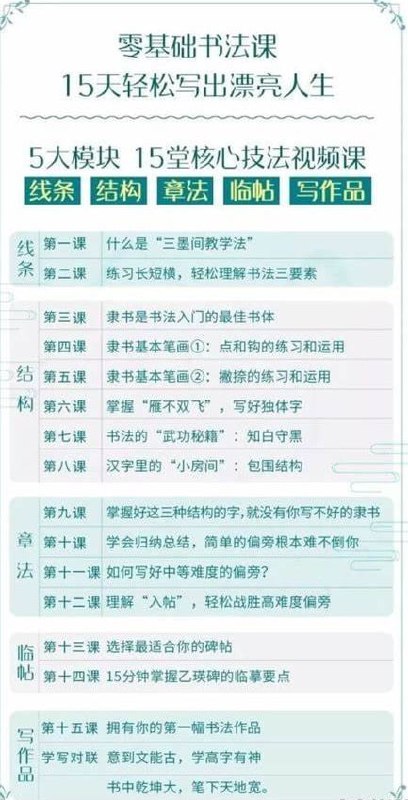 零基础书法课
15天轻松写出漂亮人生
5大模块 15堂核心技法视频课
线条 结构 章法 临帖 写作品
线条
第一课 什么是“三墨间教学法”
第二课 练习长短横，轻松理解书法三要素
结构
第三课 隶书是书法入门的最佳书体
第四课 隶书基本笔画①：点和钩的练习和运用
第五课 隶书基本笔画②：撇捺的练习和运用
第六课 掌握“雁不双飞”，写好独体字
第七课 书法的“武功秘籍”：知白守黑
第八课 汉字里的“小房间”：包围结构
章法
第九课 掌握好这三种结构的字,就没有你写不好的隶书
第十课 学会归纳总结，简单的偏旁根本难不倒你
第十一课 如何写好中等难度的偏旁？
第十二课 理解“入帖”，轻松战胜高难度偏旁
临帖
第十三课 选择最适合你的碑帖
第十四课 15分钟掌握乙瑛碑的临摹要点
写作品
第十五课 拥有你的第一幅书法作品
学写对联 意到文能古，学高字有神
书中乾坤大，笔下天地宽。